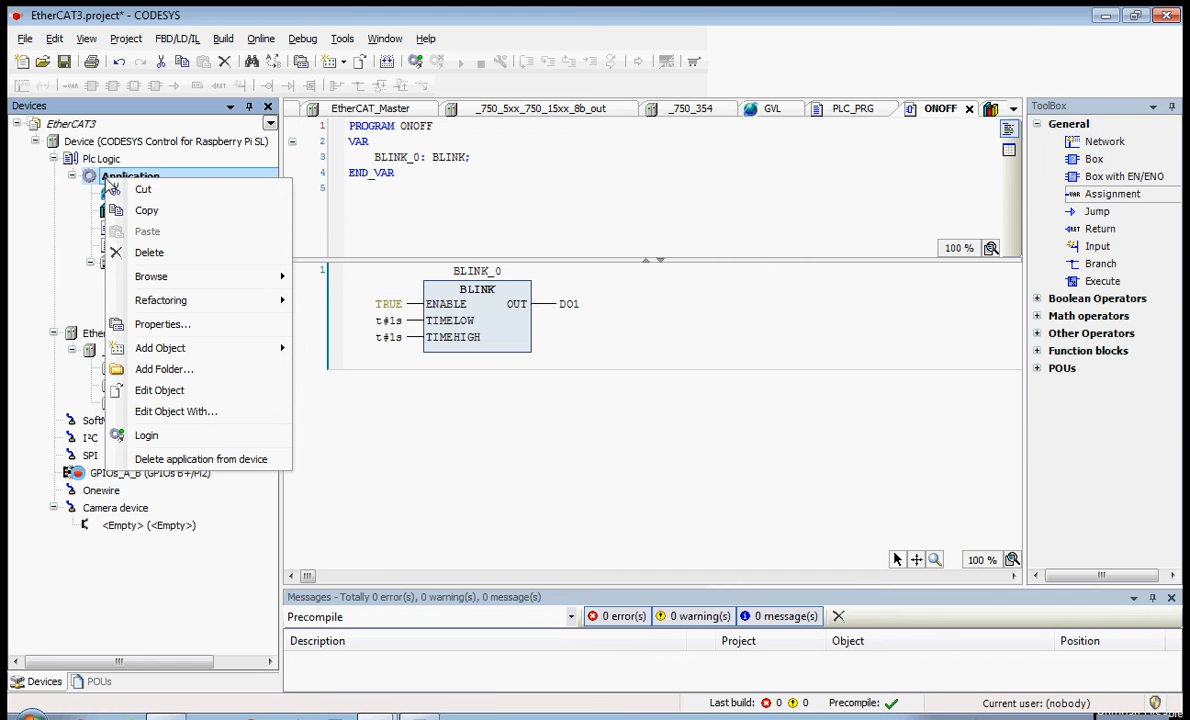 EtherCAT3.project* - CODESYS
File Edit View Project FBD/LD/IL Build Online Debug Tools Window Help
Devices
EtherCAT3
Device (CODESYS Control for Raspberry Pi SL)
Plc Logic
Application
Cut
Copy
Paste
Delete
Browse
Refactoring
Properties...
Add Object
Add Folder...
Edit Object
Edit Object With...
Login
Delete application from device
Ether
SoftM
I²C
SPI
GPIOs_A_B (GPIOs B+/Pi2)
Onewire
Camera device
<Empty> (<Empty>)
Devices POUs
EtherCAT_Master _750_5xx_750_15xx_8b_out _750_354 GVL PLC_PRG ONOFF
1 PROGRAM ONOFF
2 VAR
3 BLINK_0: BLINK;
4 END_VAR
5
100 %
1 BLINK_0
BLINK
TRUE ENABLE OUT DO1
t#1s TIMELOW
t#1s TIMEHIGH
100 %
ToolBox
General
Network
Box
Box with EN/ENO
-VAR Assignment
Jump
Return
Input
Branch
Execute
Boolean Operators
Math operators
Other Operators
Function blocks
POUs
Messages - Totally 0 error(s), 0 warning(s), 0 message(s)
Precompile 0 error(s) 0 warning(s) 0 message(s)
Description Project Object Position
Last build: 0 0 Precompile: Current user: (nobody)